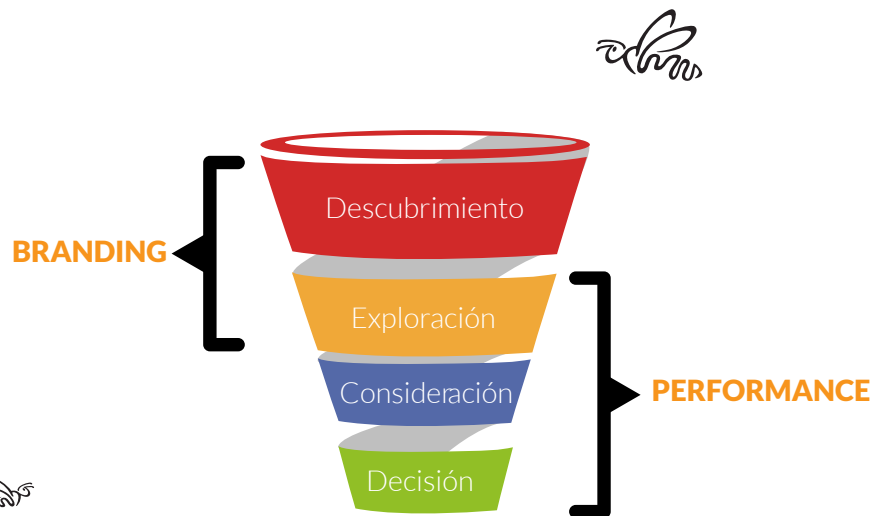 Descubrimiento
BRANDING
Exploración
Consideración
PERFORMANCE
Decisión